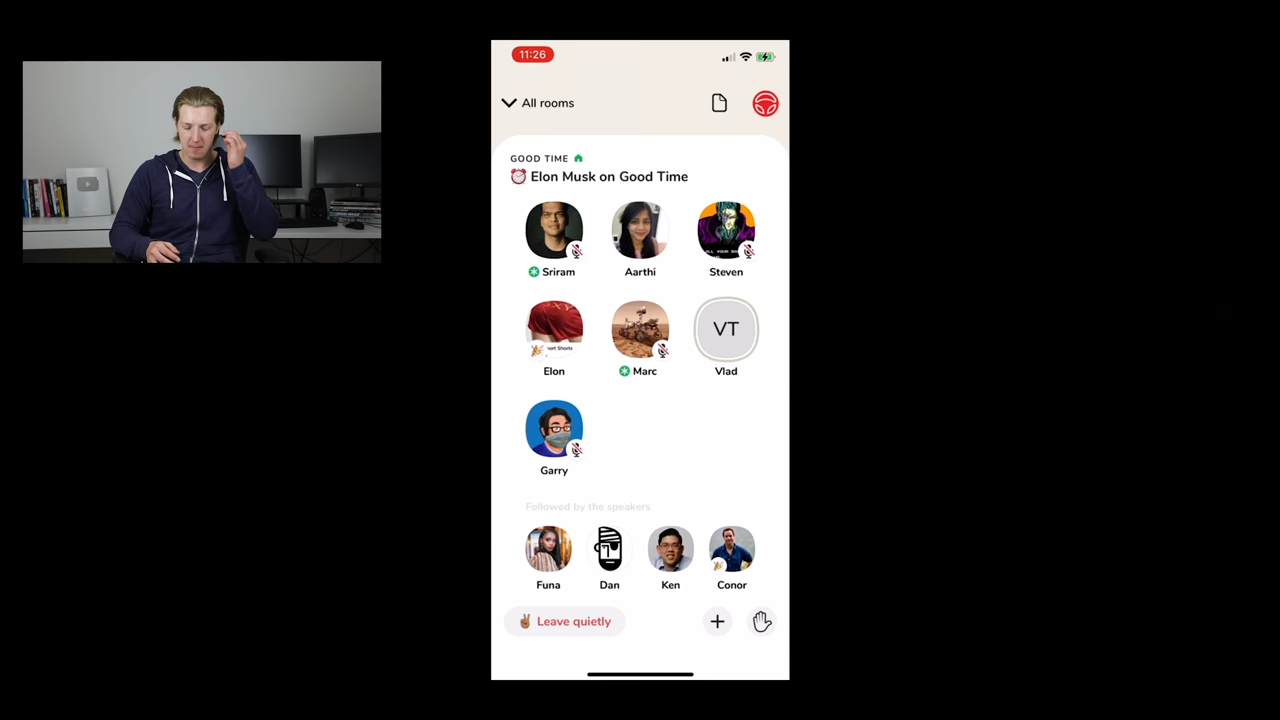 11:26
All rooms
GOOD TIME
Elon Musk on Good Time
Sriram
Aarthi
Steven
Elon
Marc
VT
Vlad
Garry
Followed by the speakers
Funa
Dan
Ken
Conor
Leave quietly